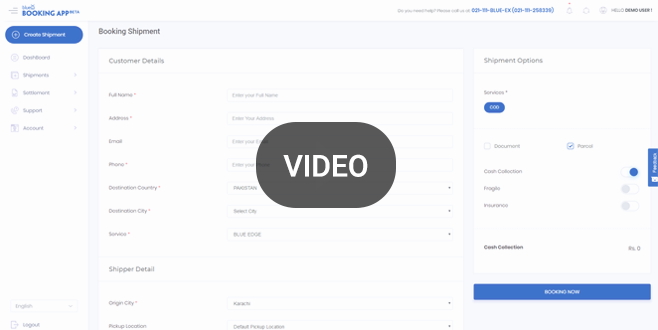 blueEX
BOOKING APP BETA
Do you need help? Please call us at 021-111-BLUE-EX (021-111-258339)
HELLO DEMO USER !
Create Shipment
DashBoard
Shipments
Settlement
Support
Account
English
Logout
Booking Shipment
Customer Details
Full Name *
Enter your Full Name
Address *
Enter Your Address
Email
Enter your
Phone *
Enter your
Destination Country *
PAKISTAN
Destination City *
Select City
Service *
BLUE EDGE
Shipper Detail
Origin City *
Karachi
Pickup Location
Default Pickup Location
VIDEO
Shipment Options
Services *
COD
Document
Parcel
Cash Collection
Fragile
Insurance
Cash Collection
Rs. 0
BOOKING NOW
Feedback